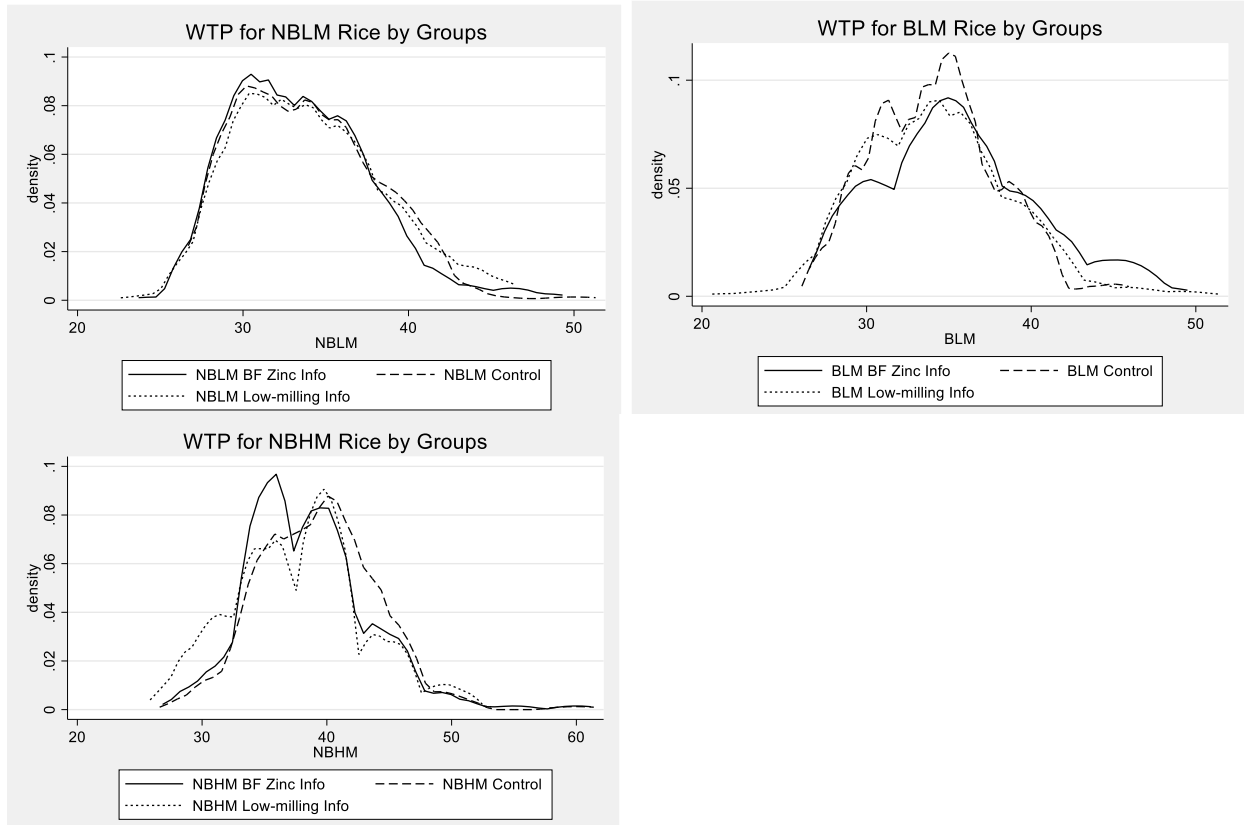 WTP for NBLM Rice by Groups
density
0 .02 .04 .06 .08 .1
20 30 40 50
NBLM
NBLM BF Zinc Info NBLM Control
NBLM Low-milling Info
WTP for BLM Rice by Groups
density
0 .05 .1
20 30 40 50
BLM
BLM BF Zinc Info BLM Control
BLM Low-milling Info
WTP for NBHM Rice by Groups
density
0 .02 .04 .06 .08 .1
20 30 40 50 60
NBHM
NBHM BF Zinc Info NBHM Control
NBHM Low-milling Info